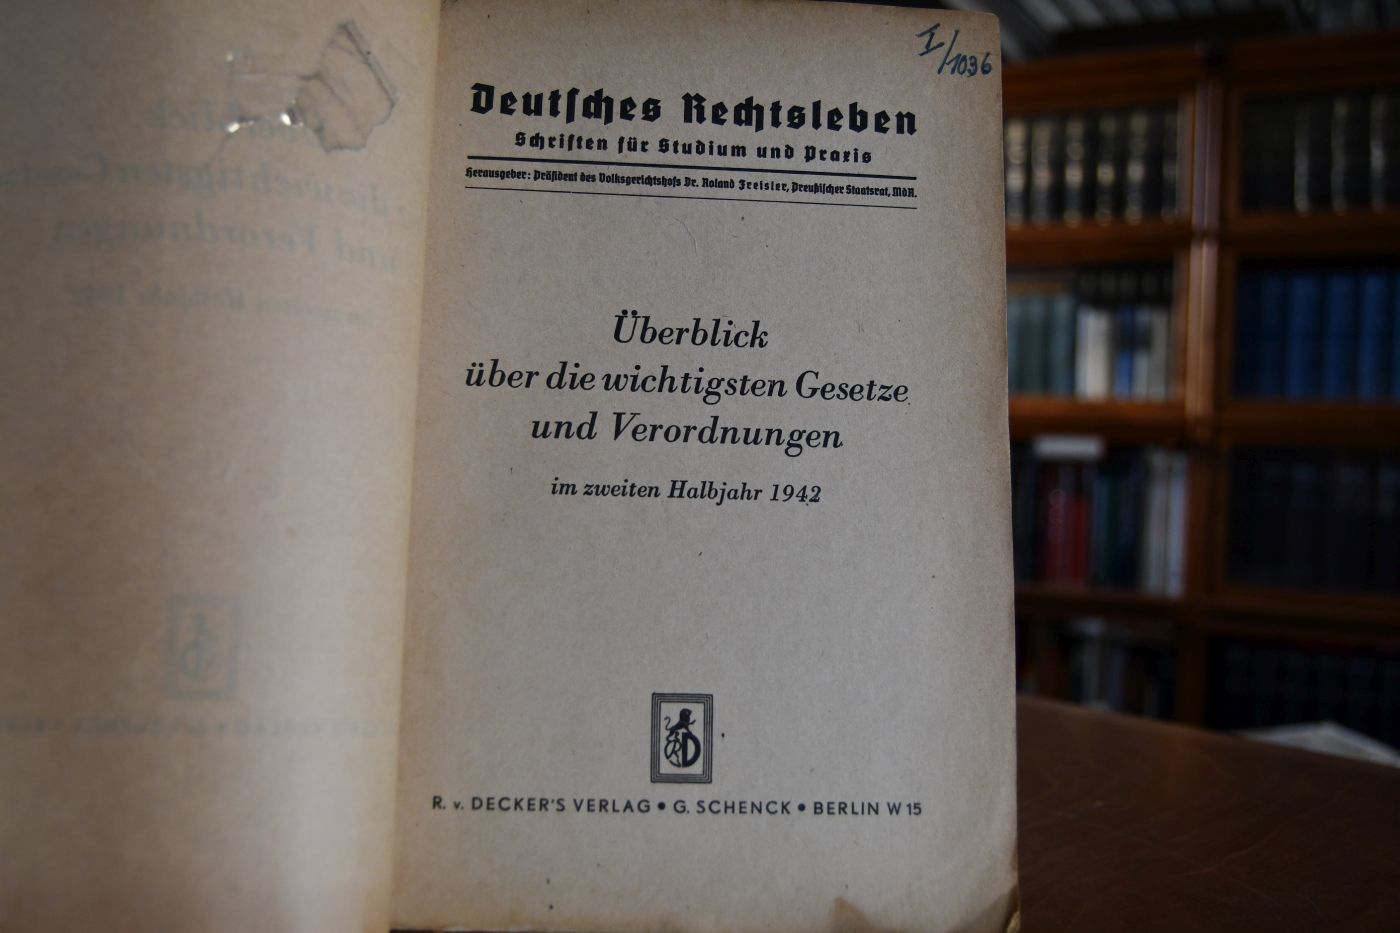 I/1036
Deutsches Rechtsleben
Schriften für Studium und Praxis
Herausgeber: Präsident des Volksgerichtshofs Dr. Roland Freisler, Preußischer Staatsrat, MdR.
Überblick
über die wichtigsten Gesetze
und Verordnungen
im zweiten Halbjahr 1942
RD
R. v. DECKER'S VERLAG • G. SCHENCK • BERLIN W 15